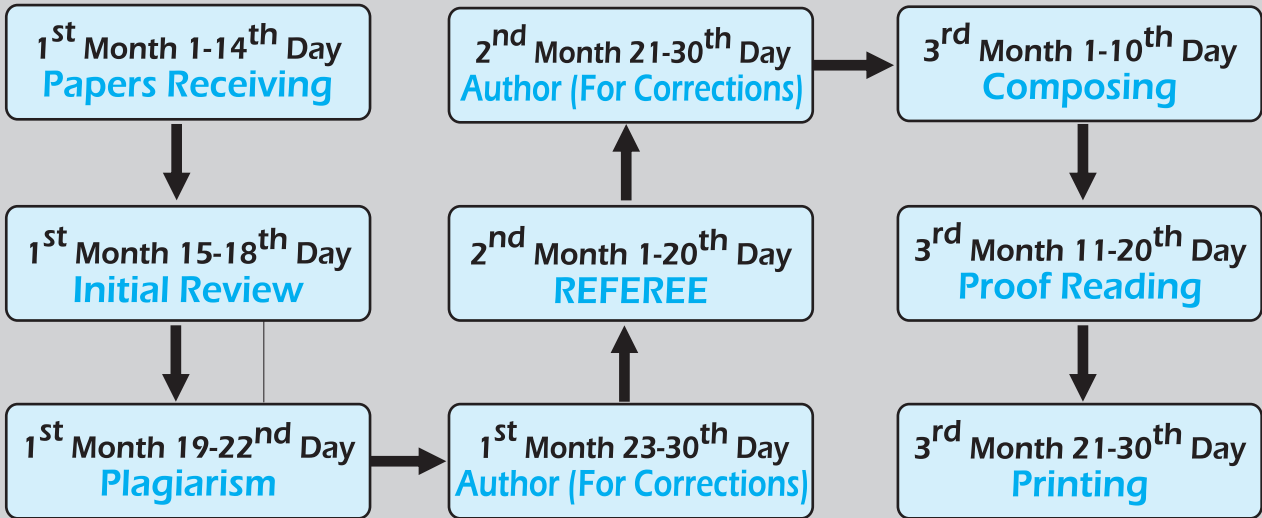 1st Month 1-14th Day
Papers Receiving
1st Month 15-18th Day
Initial Review
1st Month 19-22nd Day
Plagiarism
1st Month 23-30th Day
Author (For Corrections)
2nd Month 1-20th Day
REFEREE
2nd Month 21-30th Day
Author (For Corrections)
3rd Month 1-10th Day
Composing
3rd Month 11-20th Day
Proof Reading
3rd Month 21-30th Day
Printing